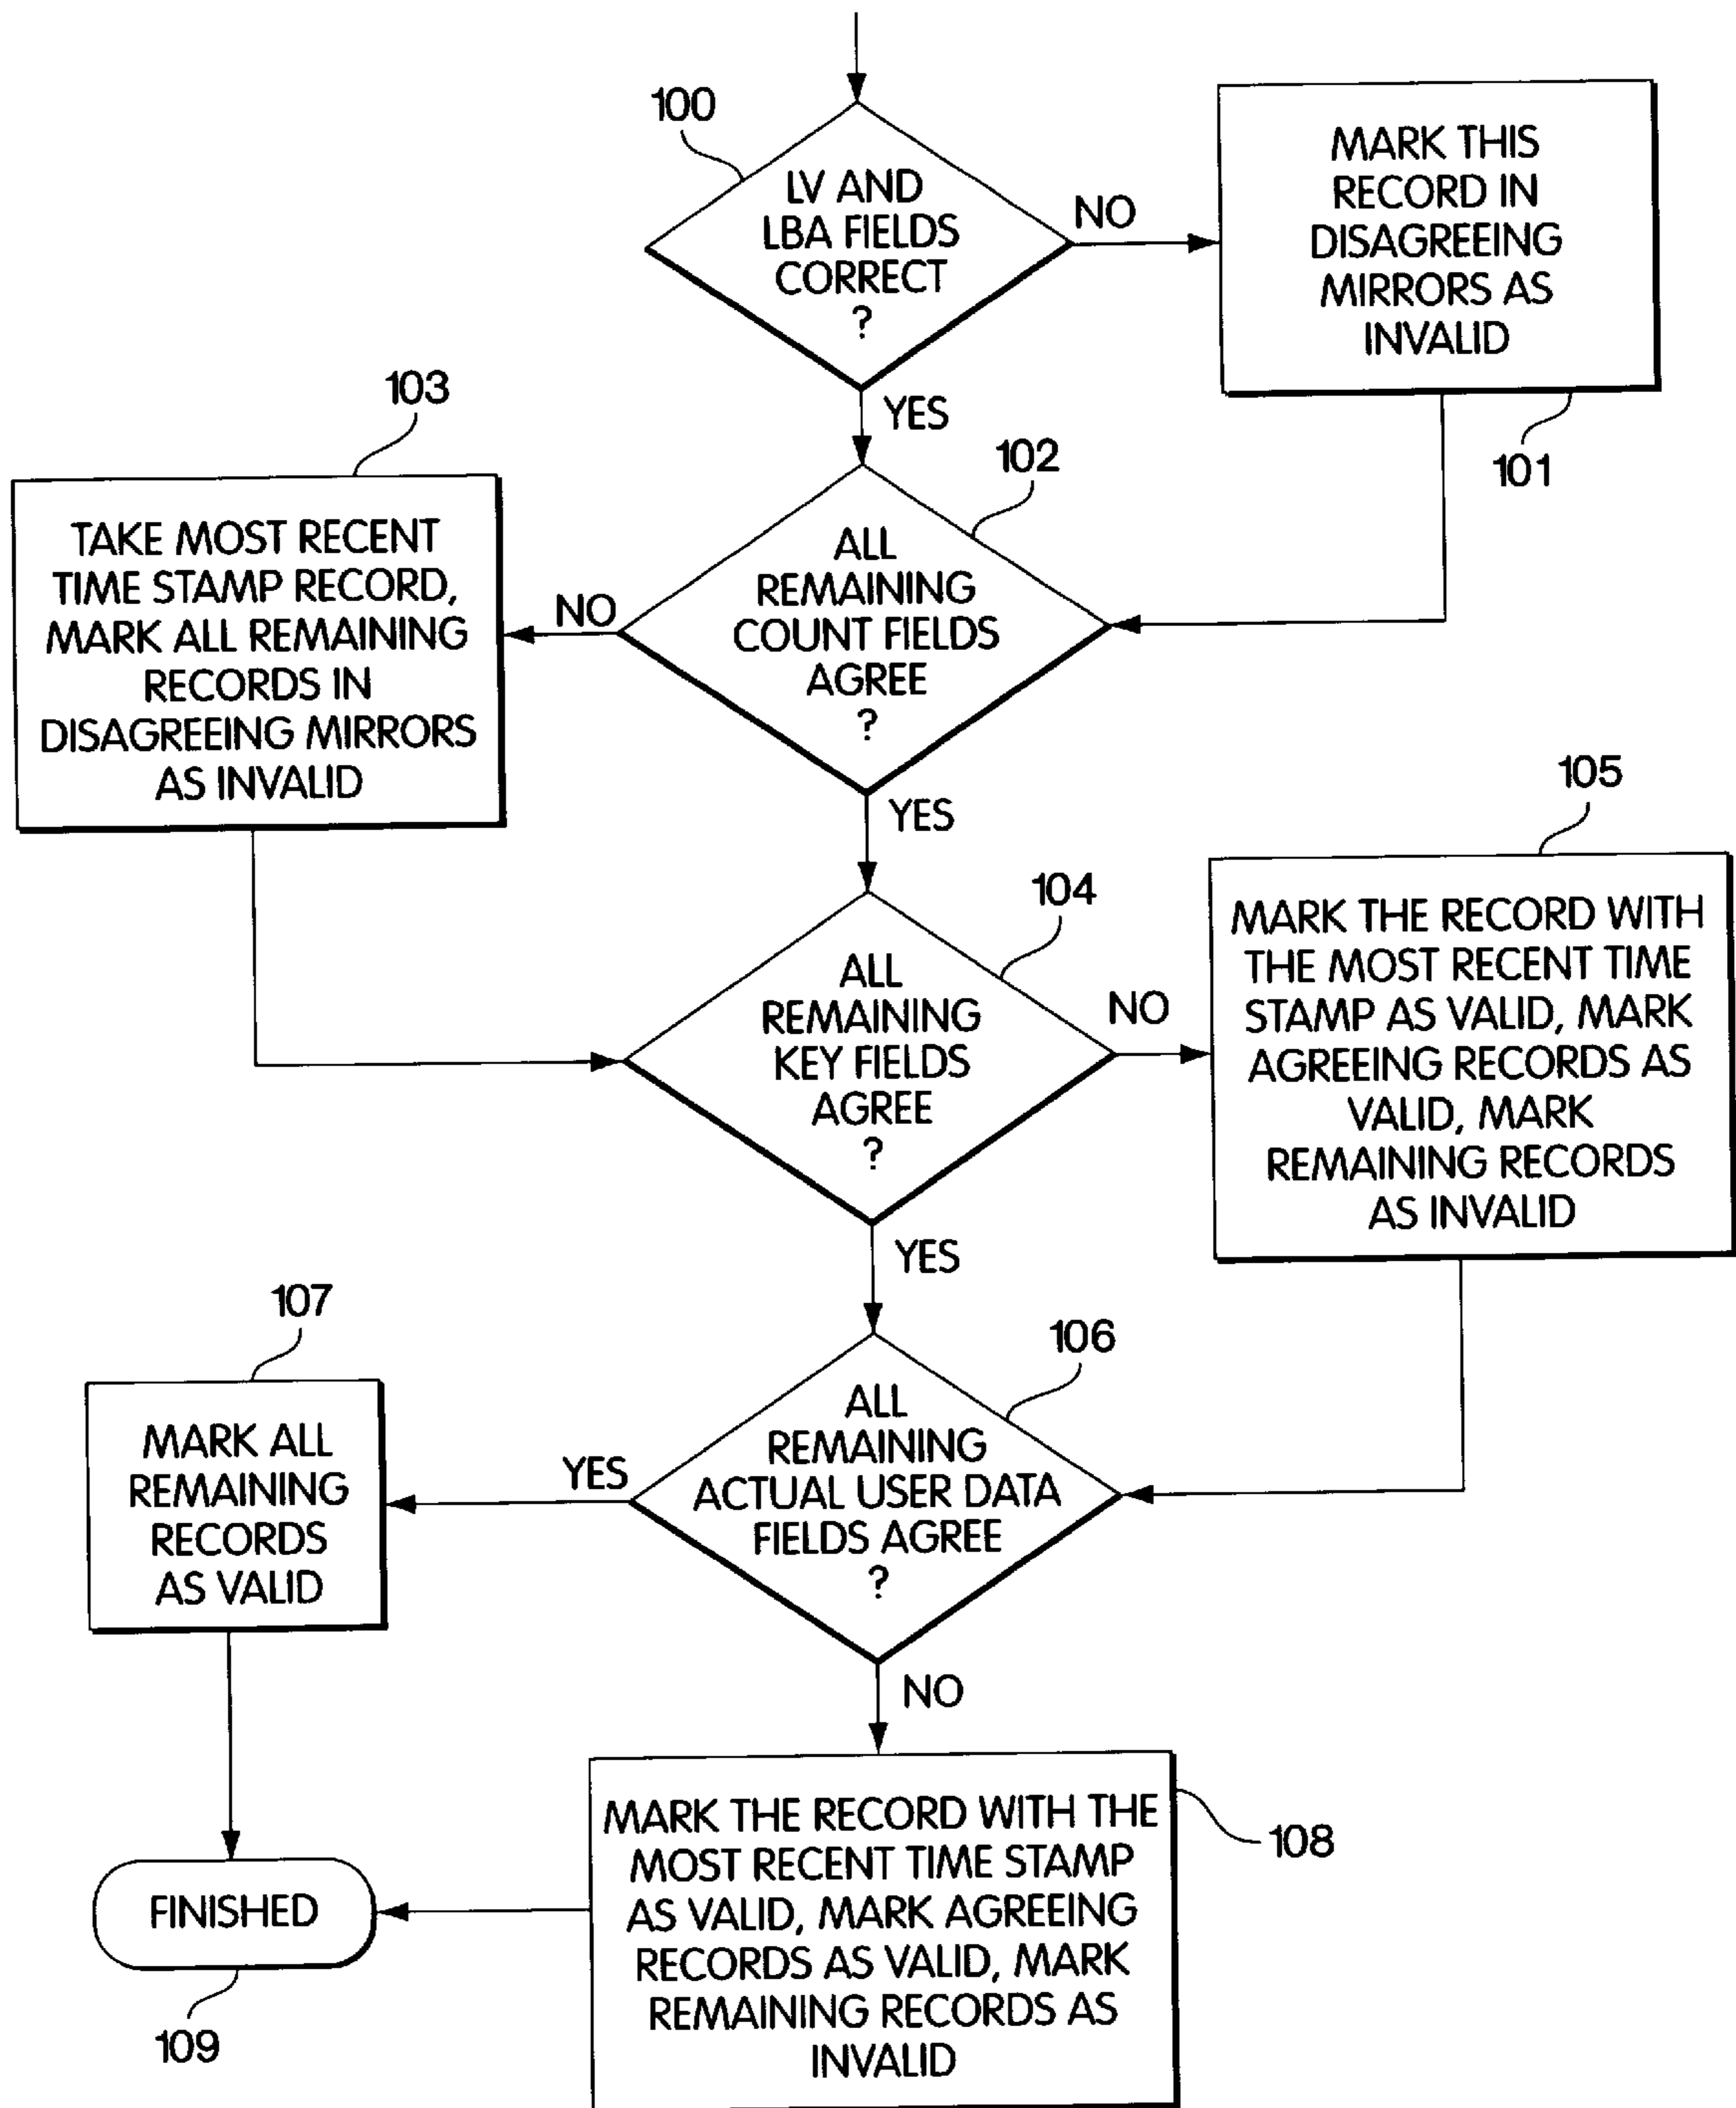 100
LV AND
LBA FIELDS
CORRECT
?
NO
MARK THIS
RECORD IN
DISAGREEING
MIRRORS AS
INVALID
101
YES
103
TAKE MOST RECENT
TIME STAMP RECORD,
MARK ALL REMAINING
RECORDS IN
DISAGREEING MIRRORS
AS INVALID
NO
102
ALL
REMAINING
COUNT FIELDS
AGREE
?
YES
104
ALL
REMAINING
KEY FIELDS
AGREE
?
NO
105
MARK THE RECORD WITH
THE MOST RECENT TIME
STAMP AS VALID, MARK
AGREEING RECORDS AS
VALID, MARK
REMAINING RECORDS
AS INVALID
YES
106
ALL
REMAINING
ACTUAL USER DATA
FIELDS AGREE
?
YES
107
MARK ALL
REMAINING
RECORDS
AS VALID
NO
MARK THE RECORD WITH THE
MOST RECENT TIME STAMP
AS VALID, MARK AGREEING
RECORDS AS VALID, MARK
REMAINING RECORDS AS
INVALID
108
FINISHED
109